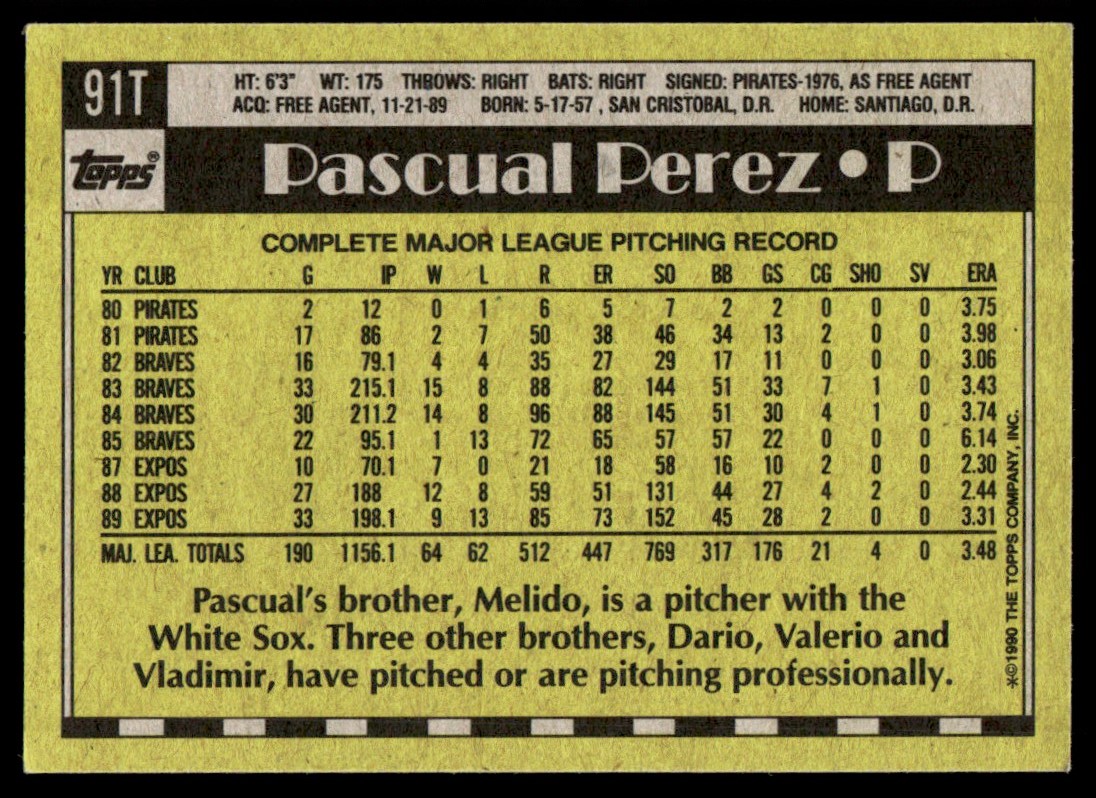 91T
HT: 6'3" WT: 175 THROWS: RIGHT BATS: RIGHT SIGNED: PIRATES-1976, AS FREE AGENT
ACQ: FREE AGENT, 11-21-89 BORN: 5-17-57 , SAN CRISTOBAL, D.R. HOME: SANTIAGO, D.R.
topps®
Pascual Perez • P
COMPLETE MAJOR LEAGUE PITCHING RECORD
YR CLUB G IP W L R ER SO BB GS CG SHO SV ERA
80 PIRATES 2 12 0 1 6 5 7 2 2 0 0 0 3.75
81 PIRATES 17 86 2 7 50 38 46 34 13 2 0 0 3.98
82 BRAVES 16 79.1 4 4 35 27 29 17 11 0 0 0 3.06
83 BRAVES 33 215.1 15 8 88 82 144 51 33 7 1 0 3.43
84 BRAVES 30 211.2 14 8 96 88 145 51 30 4 1 0 3.74
85 BRAVES 22 95.1 1 13 72 65 57 57 22 0 0 0 6.14
87 EXPOS 10 70.1 7 0 21 18 58 16 10 2 0 0 2.30
88 EXPOS 27 188 12 8 59 51 131 44 27 4 2 0 2.44
89 EXPOS 33 198.1 9 13 85 73 152 45 28 2 0 0 3.31
MAJ. LEA. TOTALS 190 1156.1 64 62 512 447 769 317 176 21 4 0 3.48
Pascual's brother, Melido, is a pitcher with the
White Sox. Three other brothers, Dario, Valerio and
Vladimir, have pitched or are pitching professionally.
*©1990 THE TOPPS COMPANY, INC.